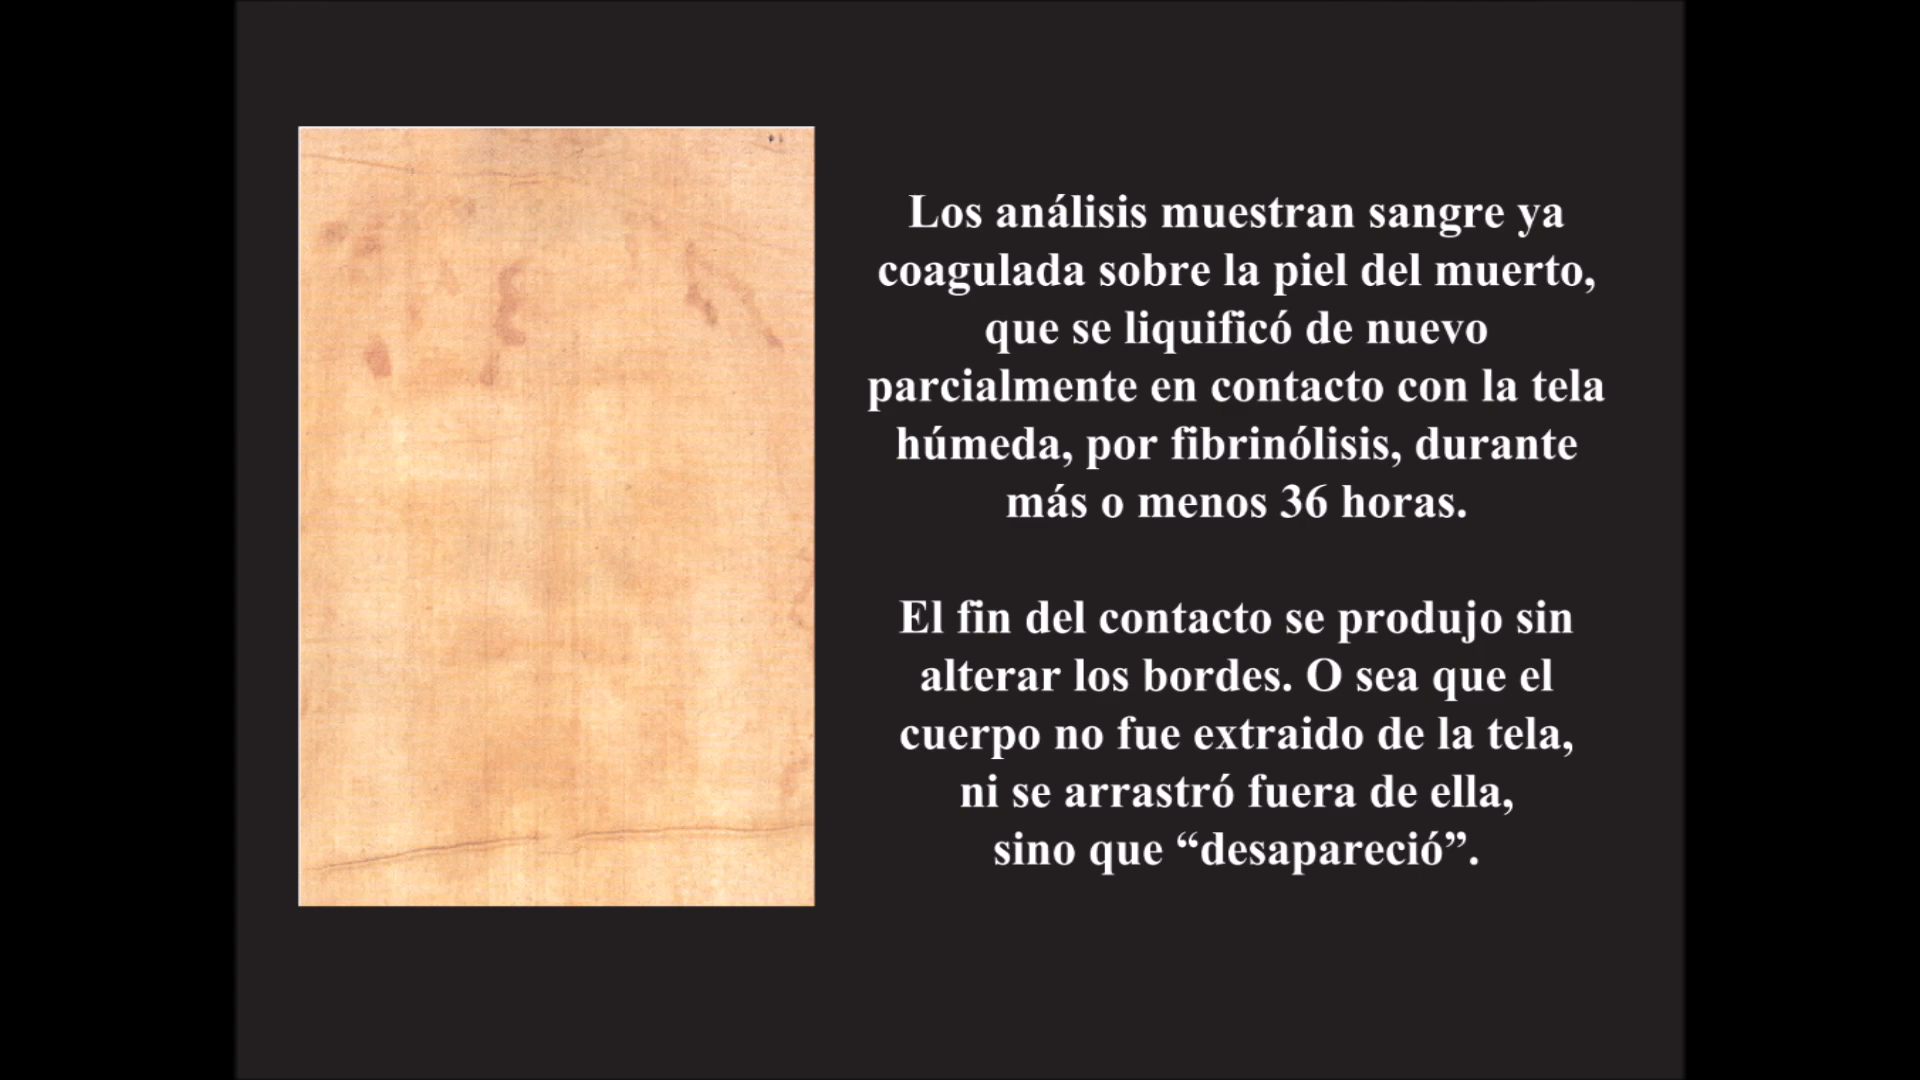 Los análisis muestran sangre ya
coagulada sobre la piel del muerto,
que se liquificó de nuevo
parcialmente en contacto con la tela
húmeda, por fibrinólisis, durante
más o menos 36 horas.
El fin del contacto se produjo sin
alterar los bordes. O sea que el
cuerpo no fue extraido de la tela,
ni se arrastró fuera de ella,
sino que “desapareció”.